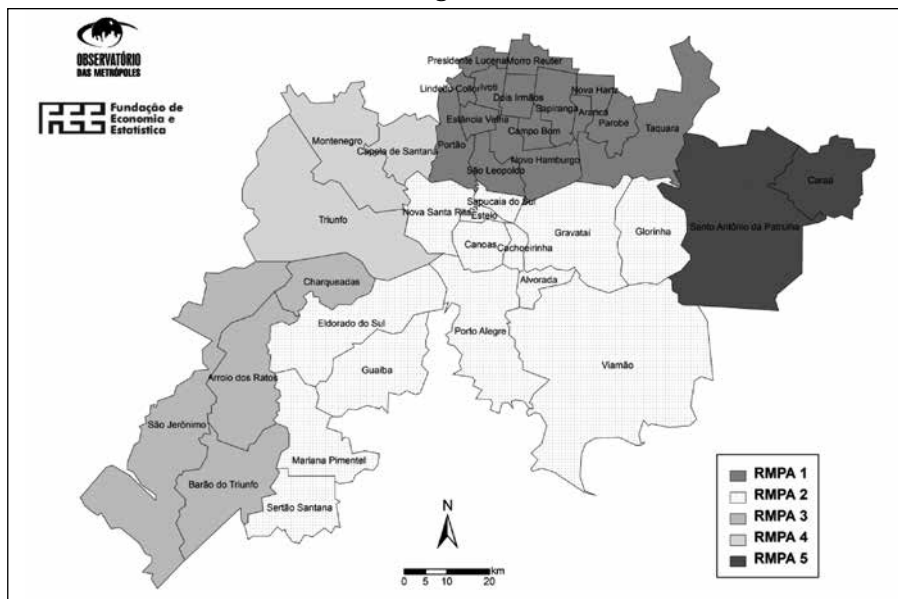 OBSERVATÓRIO
DAS METRÓPOLES
FEE Fundação de
Economia e
Estatística
Presidente Lucena
Morro Reuter
Lindolfo Collor
Ivoti
Dois Irmãos
Nova Hartz
Sapiranga
Estância Velha
Araricá
Parobé
Campo Bom
Taquara
Montenegro
Capela de Santana
Portão
Novo Hamburgo
São Leopoldo
Caraá
Sapucaia do Sul
Nova Santa Rita
Esteio
Triunfo
Santo Antônio da Patrulha
Gravataí
Glorinha
Canoas
Cachoeirinha
Charqueadas
Alvorada
Eldorado do Sul
Porto Alegre
Viamão
Guaíba
Arroio dos Ratos
São Jerônimo
Mariana Pimentel
Barão do Triunfo
Sertão Santana
N
km
0 5 10 20
RMPA 1
RMPA 2
RMPA 3
RMPA 4
RMPA 5